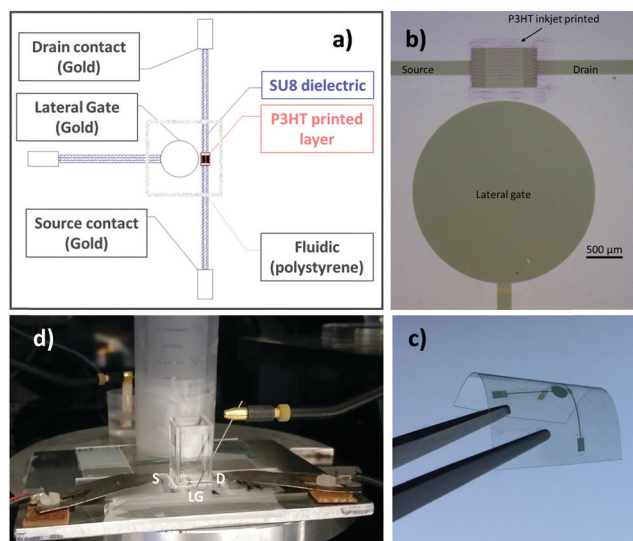 a)
Drain contact
(Gold)
Lateral Gate
(Gold)
Source contact
(Gold)
SU8 dielectric
P3HT printed
layer
Fluidic
(polystyrene)
b)
P3HT inkjet printed
Source
Drain
Lateral gate
500 µm
d)
S
D
LG
c)